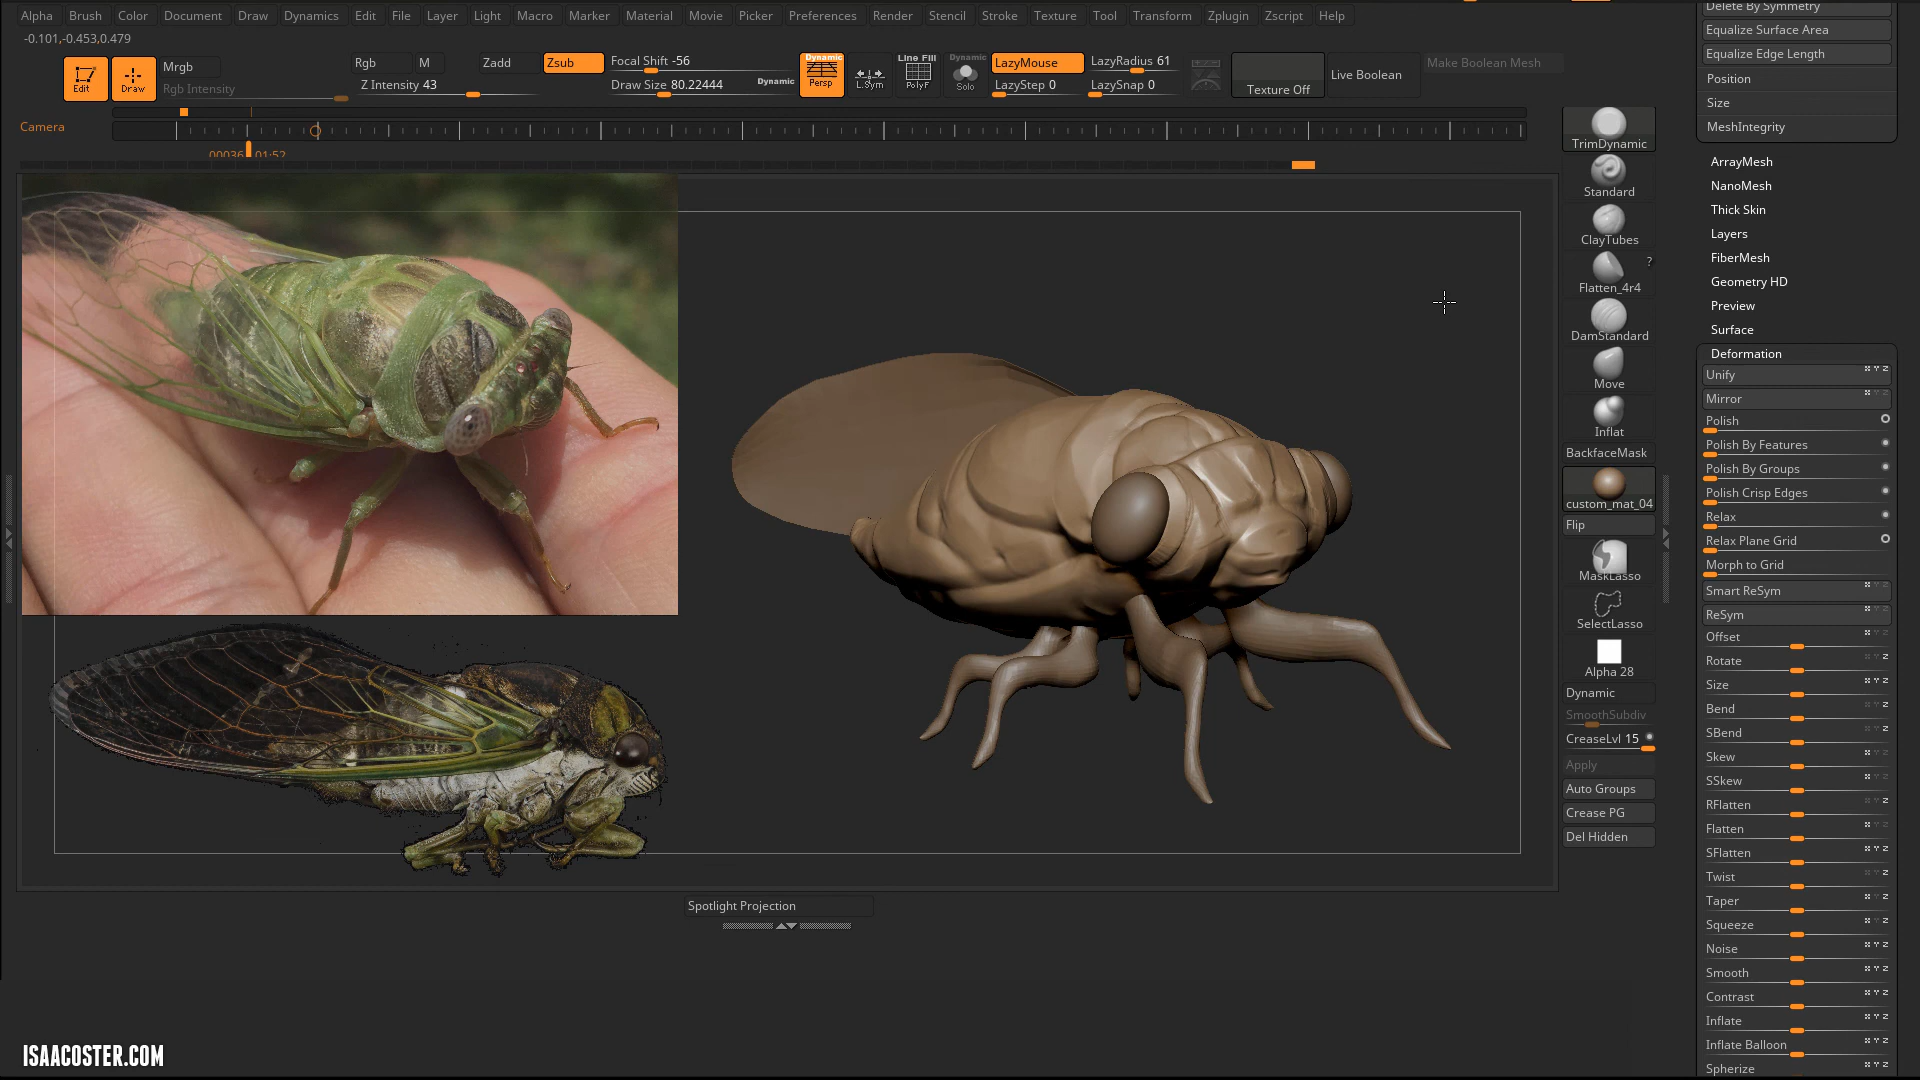 Alpha Brush Color Document Draw Dynamics Edit File Layer Light Macro Marker Material Movie Picker Preferences Render Stencil Stroke Texture Tool Transform Zplugin Zscript Help
-0.101,-0.453,0.479
Edit
Draw
Mrgb
Rgb Intensity
Rgb
M
Zadd
Zsub
Z Intensity 43
Focal Shift -56
Draw Size 80.22444
Dynamic
Dynamic
Persp
L.Sym
Line Fill
PolyF
Dynamic
Solo
LazyMouse
LazyRadius 61
LazyStep 0
LazySnap 0
Texture Off
Live Boolean
Make Boolean Mesh
Camera
00036 01:52
TrimDynamic
Standard
ClayTubes
?
Flatten_4r4
DamStandard
Move
Inflat
BackfaceMask
custom_mat_04
Flip
MaskLasso
SelectLasso
Alpha 28
Dynamic
SmoothSubdiv
CreaseLvl 15
Apply
Auto Groups
Crease PG
Del Hidden
Delete By Symmetry
Equalize Surface Area
Equalize Edge Length
Position
Size
MeshIntegrity
ArrayMesh
NanoMesh
Thick Skin
Layers
FiberMesh
Geometry HD
Preview
Surface
Deformation
Unify
Mirror
Polish
Polish By Features
Polish By Groups
Polish Crisp Edges
Relax
Relax Plane Grid
Morph to Grid
Smart ReSym
ReSym
Offset
Rotate
Size
Bend
SBend
Skew
SSkew
RFlatten
Flatten
SFlatten
Twist
Taper
Squeeze
Noise
Smooth
Contrast
Inflate
Inflate Balloon
Spherize
Spotlight Projection
ISAACOSTER.COM